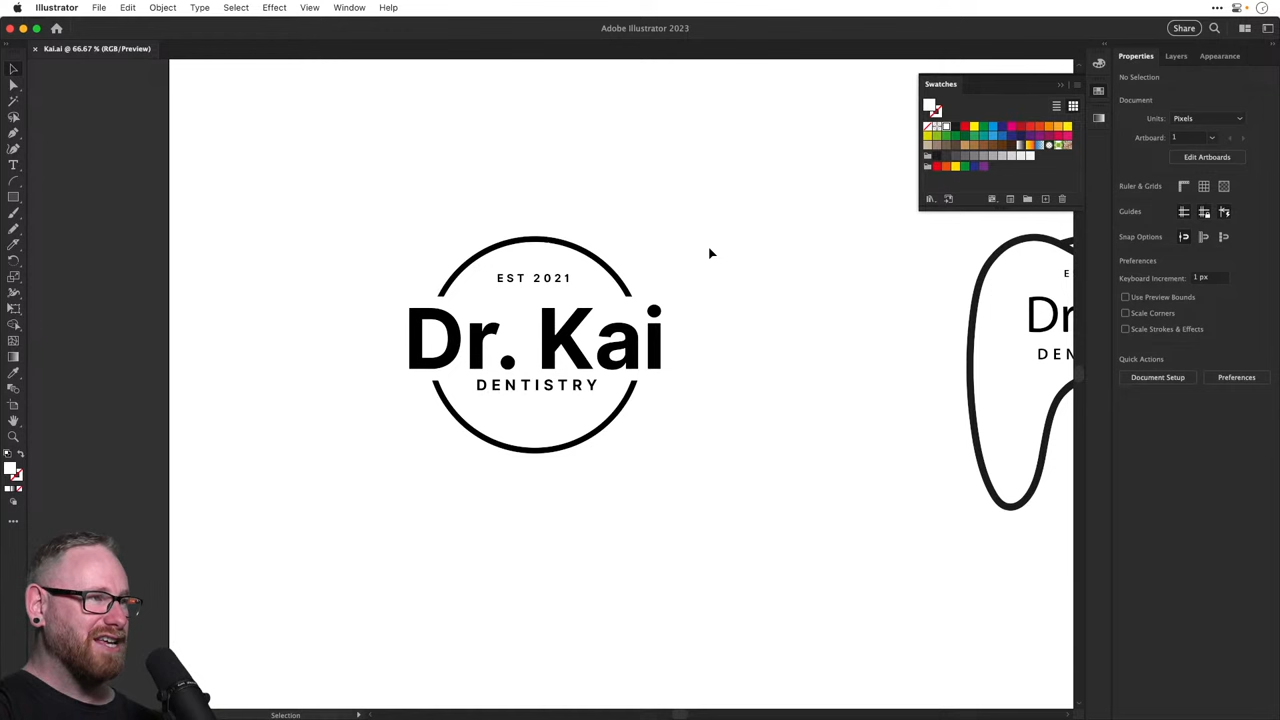 Illustrator File Edit Object Type Select Effect View Window Help
Adobe Illustrator 2023
Share
× Kai.ai @ 66.67 % (RGB/Preview)
Swatches
Properties Layers Appearance
No Selection
Document
Units: Pixels
Artboard: 1
Edit Artboards
Ruler & Grids
Guides
Snap Options
Preferences
Keyboard Increment: 1 px
Use Preview Bounds
Scale Corners
Scale Strokes & Effects
Quick Actions
Document Setup Preferences
EST 2021
Dr. Kai
DENTISTRY
E
Dr
DEN
Selection